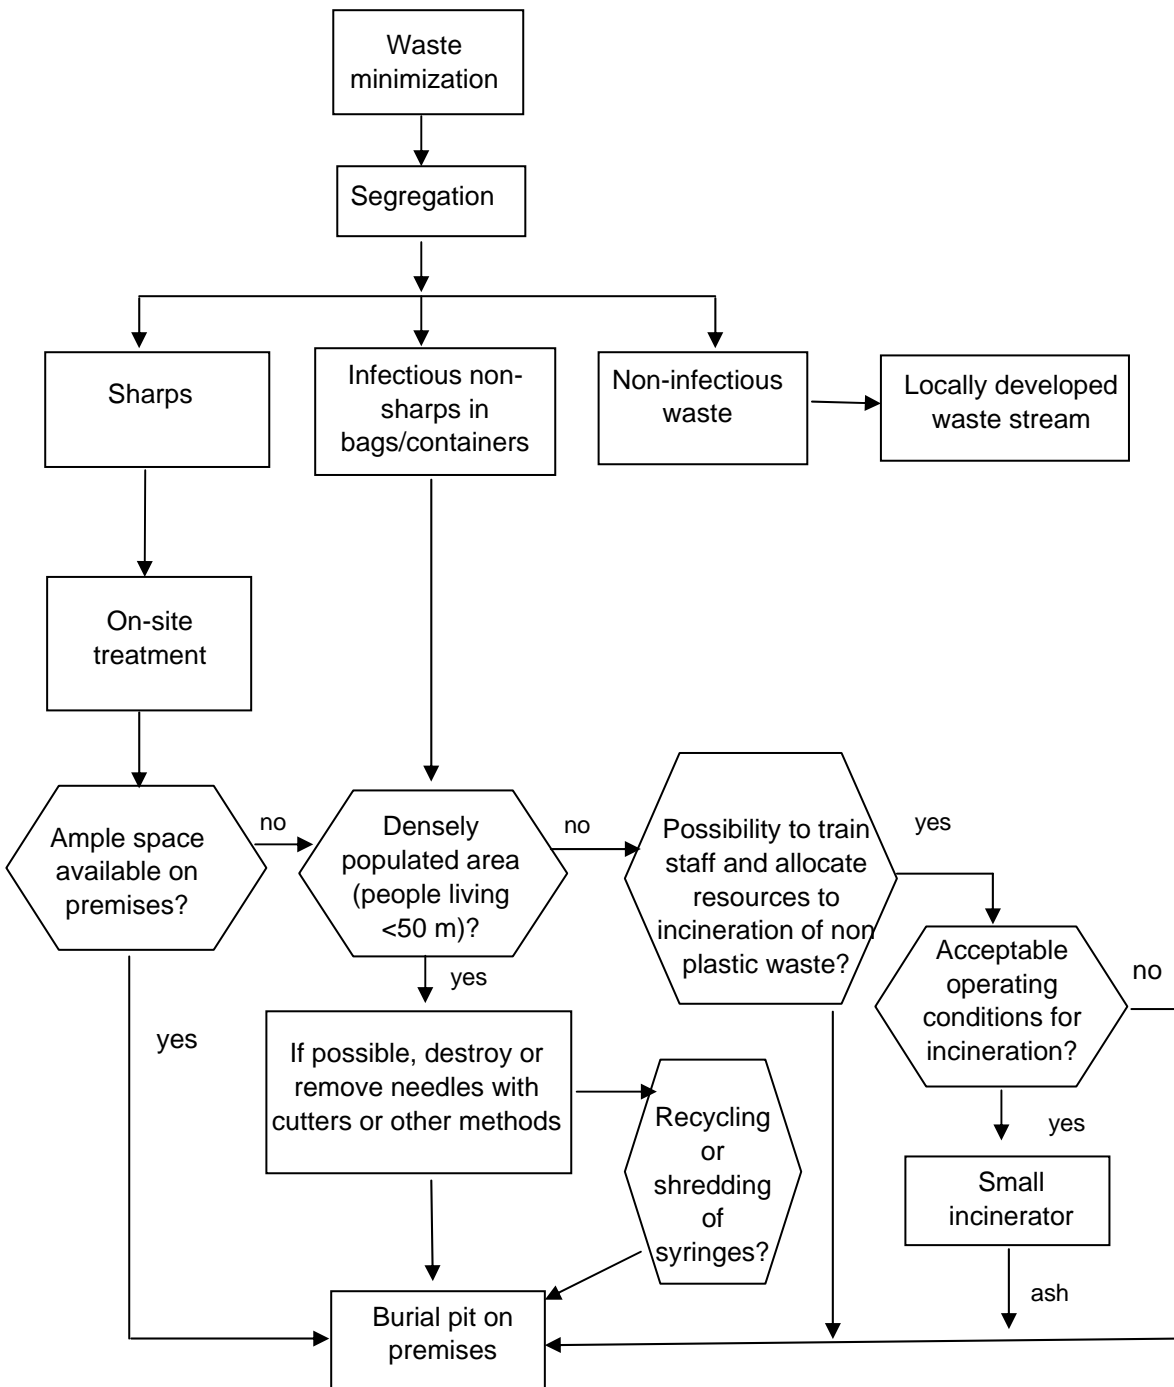 Waste
minimization
Segregation
Sharps
Infectious non-
sharps in
bags/containers
Non-infectious
waste
Locally developed
waste stream
On-site
treatment
Ample space
available on
premises?
no
Densely
populated area
(people living
<50 m)?
no
Possibility to train
staff and allocate
resources to
incineration of non
plastic waste?
yes
Acceptable
operating
conditions for
incineration?
no
yes
yes
If possible, destroy or
remove needles with
cutters or other methods
Recycling
or
shredding
of
syringes?
yes
Small
incinerator
ash
Burial pit on
premises